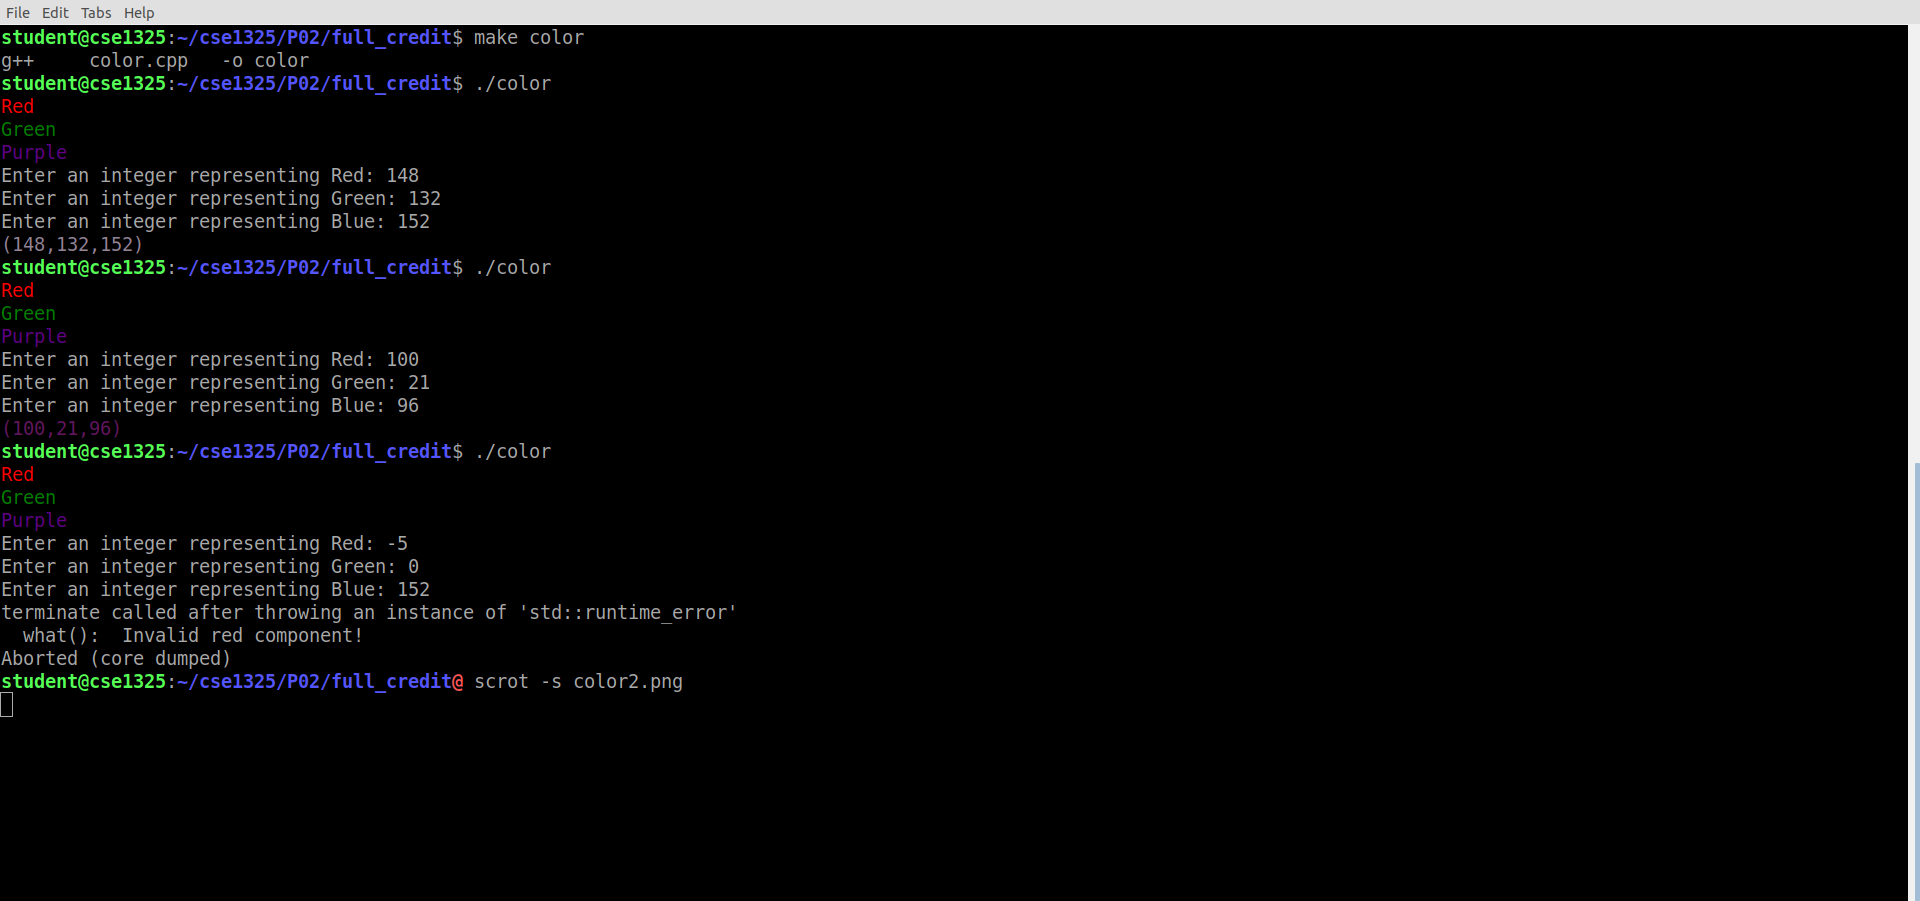 File Edit Tabs Help
student@cse1325:~/cse1325/P02/full_credit$ make color
g++     color.cpp   -o color
student@cse1325:~/cse1325/P02/full_credit$ ./color
Red
Green
Purple
Enter an integer representing Red: 148
Enter an integer representing Green: 132
Enter an integer representing Blue: 152
(148,132,152)
student@cse1325:~/cse1325/P02/full_credit$ ./color
Red
Green
Purple
Enter an integer representing Red: 100
Enter an integer representing Green: 21
Enter an integer representing Blue: 96
(100,21,96)
student@cse1325:~/cse1325/P02/full_credit$ ./color
Red
Green
Purple
Enter an integer representing Red: -5
Enter an integer representing Green: 0
Enter an integer representing Blue: 152
terminate called after throwing an instance of 'std::runtime_error'
  what():  Invalid red component!
Aborted (core dumped)
student@cse1325:~/cse1325/P02/full_credit@ scrot -s color2.png